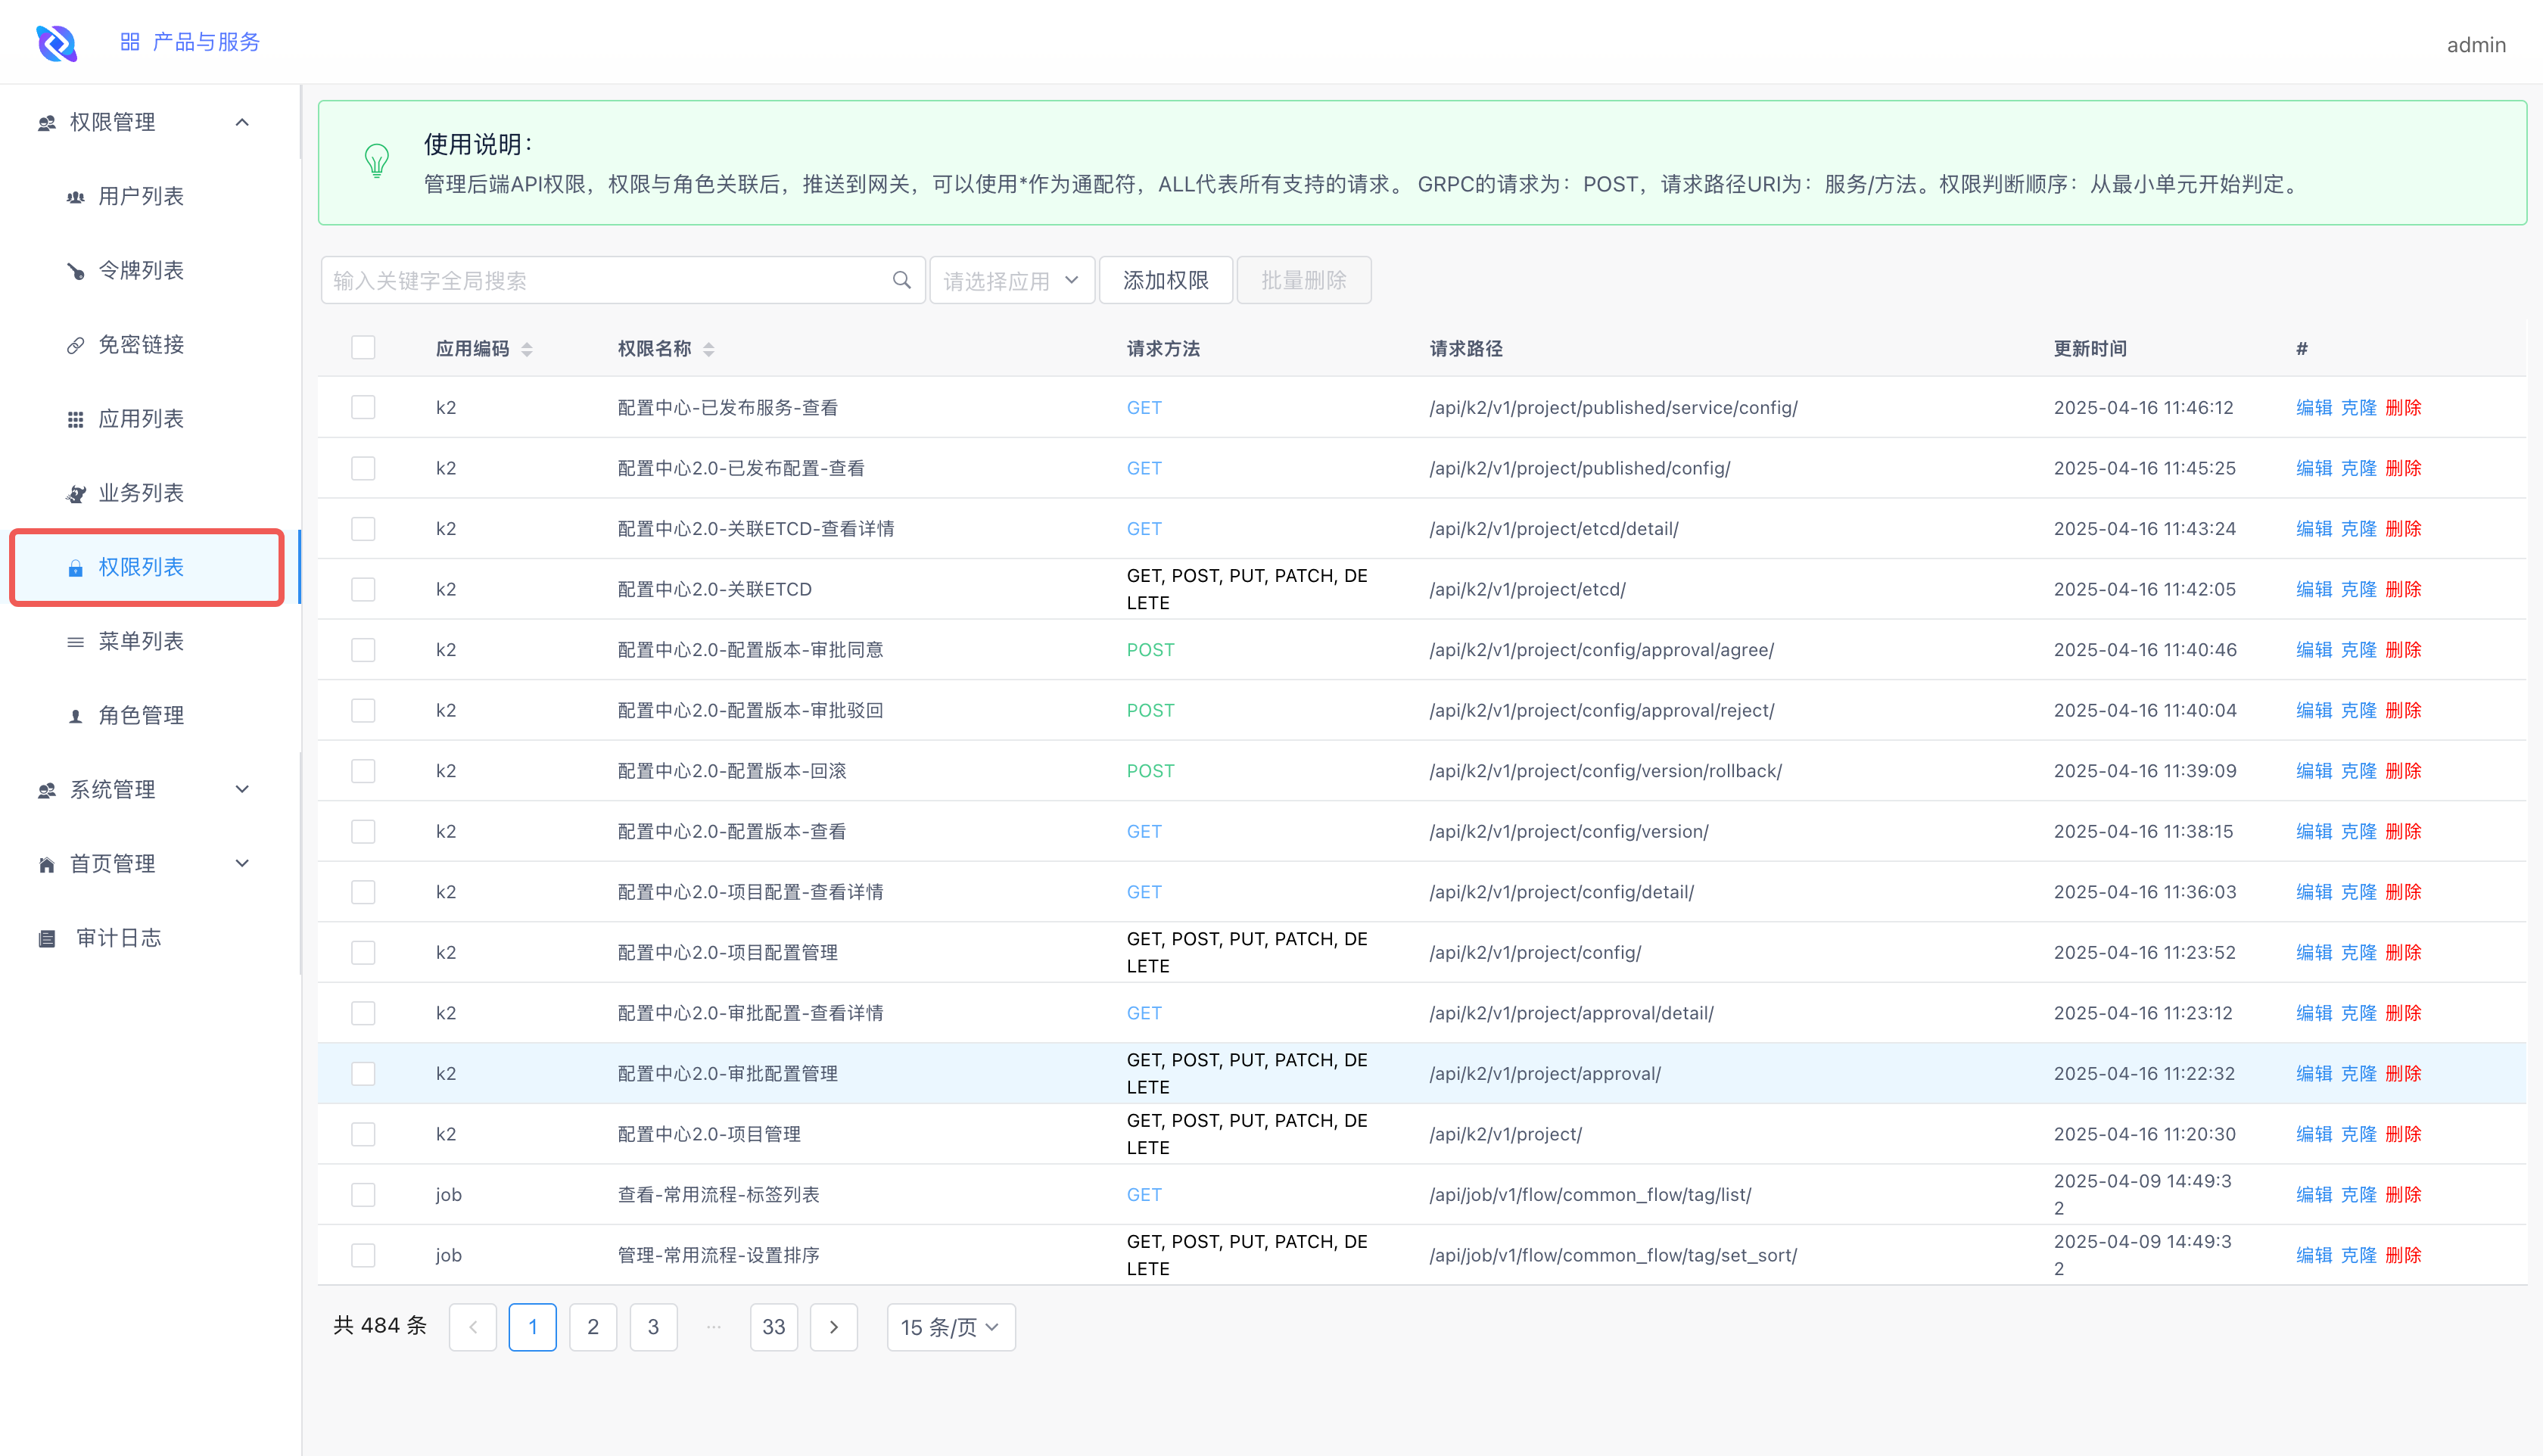 产品与服务
admin
权限管理
用户列表
令牌列表
免密链接
应用列表
业务列表
权限列表
菜单列表
角色管理
系统管理
首页管理
审计日志
使用说明：
管理后端API权限，权限与角色关联后，推送到网关，可以使用*作为通配符，ALL代表所有支持的请求。 GRPC的请求为：POST，请求路径URI为：服务/方法。权限判断顺序：从最小单元开始判定。
输入关键字全局搜索 请选择应用 添加权限 批量删除
应用编码 权限名称 请求方法 请求路径 更新时间 #
k2 配置中心-已发布服务-查看 GET /api/k2/v1/project/published/service/config/ 2025-04-16 11:46:12 编辑 克隆 删除
k2 配置中心2.0-已发布配置-查看 GET /api/k2/v1/project/published/config/ 2025-04-16 11:45:25 编辑 克隆 删除
k2 配置中心2.0-关联ETCD-查看详情 GET /api/k2/v1/project/etcd/detail/ 2025-04-16 11:43:24 编辑 克隆 删除
k2 配置中心2.0-关联ETCD GET, POST, PUT, PATCH, DE
LETE /api/k2/v1/project/etcd/ 2025-04-16 11:42:05 编辑 克隆 删除
k2 配置中心2.0-配置版本-审批同意 POST /api/k2/v1/project/config/approval/agree/ 2025-04-16 11:40:46 编辑 克隆 删除
k2 配置中心2.0-配置版本-审批驳回 POST /api/k2/v1/project/config/approval/reject/ 2025-04-16 11:40:04 编辑 克隆 删除
k2 配置中心2.0-配置版本-回滚 POST /api/k2/v1/project/config/version/rollback/ 2025-04-16 11:39:09 编辑 克隆 删除
k2 配置中心2.0-配置版本-查看 GET /api/k2/v1/project/config/version/ 2025-04-16 11:38:15 编辑 克隆 删除
k2 配置中心2.0-项目配置-查看详情 GET /api/k2/v1/project/config/detail/ 2025-04-16 11:36:03 编辑 克隆 删除
k2 配置中心2.0-项目配置管理 GET, POST, PUT, PATCH, DE
LETE /api/k2/v1/project/config/ 2025-04-16 11:23:52 编辑 克隆 删除
k2 配置中心2.0-审批配置-查看详情 GET /api/k2/v1/project/approval/detail/ 2025-04-16 11:23:12 编辑 克隆 删除
k2 配置中心2.0-审批配置管理 GET, POST, PUT, PATCH, DE
LETE /api/k2/v1/project/approval/ 2025-04-16 11:22:32 编辑 克隆 删除
k2 配置中心2.0-项目管理 GET, POST, PUT, PATCH, DE
LETE /api/k2/v1/project/ 2025-04-16 11:20:30 编辑 克隆 删除
job 查看-常用流程-标签列表 GET /api/job/v1/flow/common_flow/tag/list/ 2025-04-09 14:49:3
2 编辑 克隆 删除
job 管理-常用流程-设置排序 GET, POST, PUT, PATCH, DE
LETE /api/job/v1/flow/common_flow/tag/set_sort/ 2025-04-09 14:49:3
2 编辑 克隆 删除
共 484 条 1 2 3 ··· 33 15 条/页